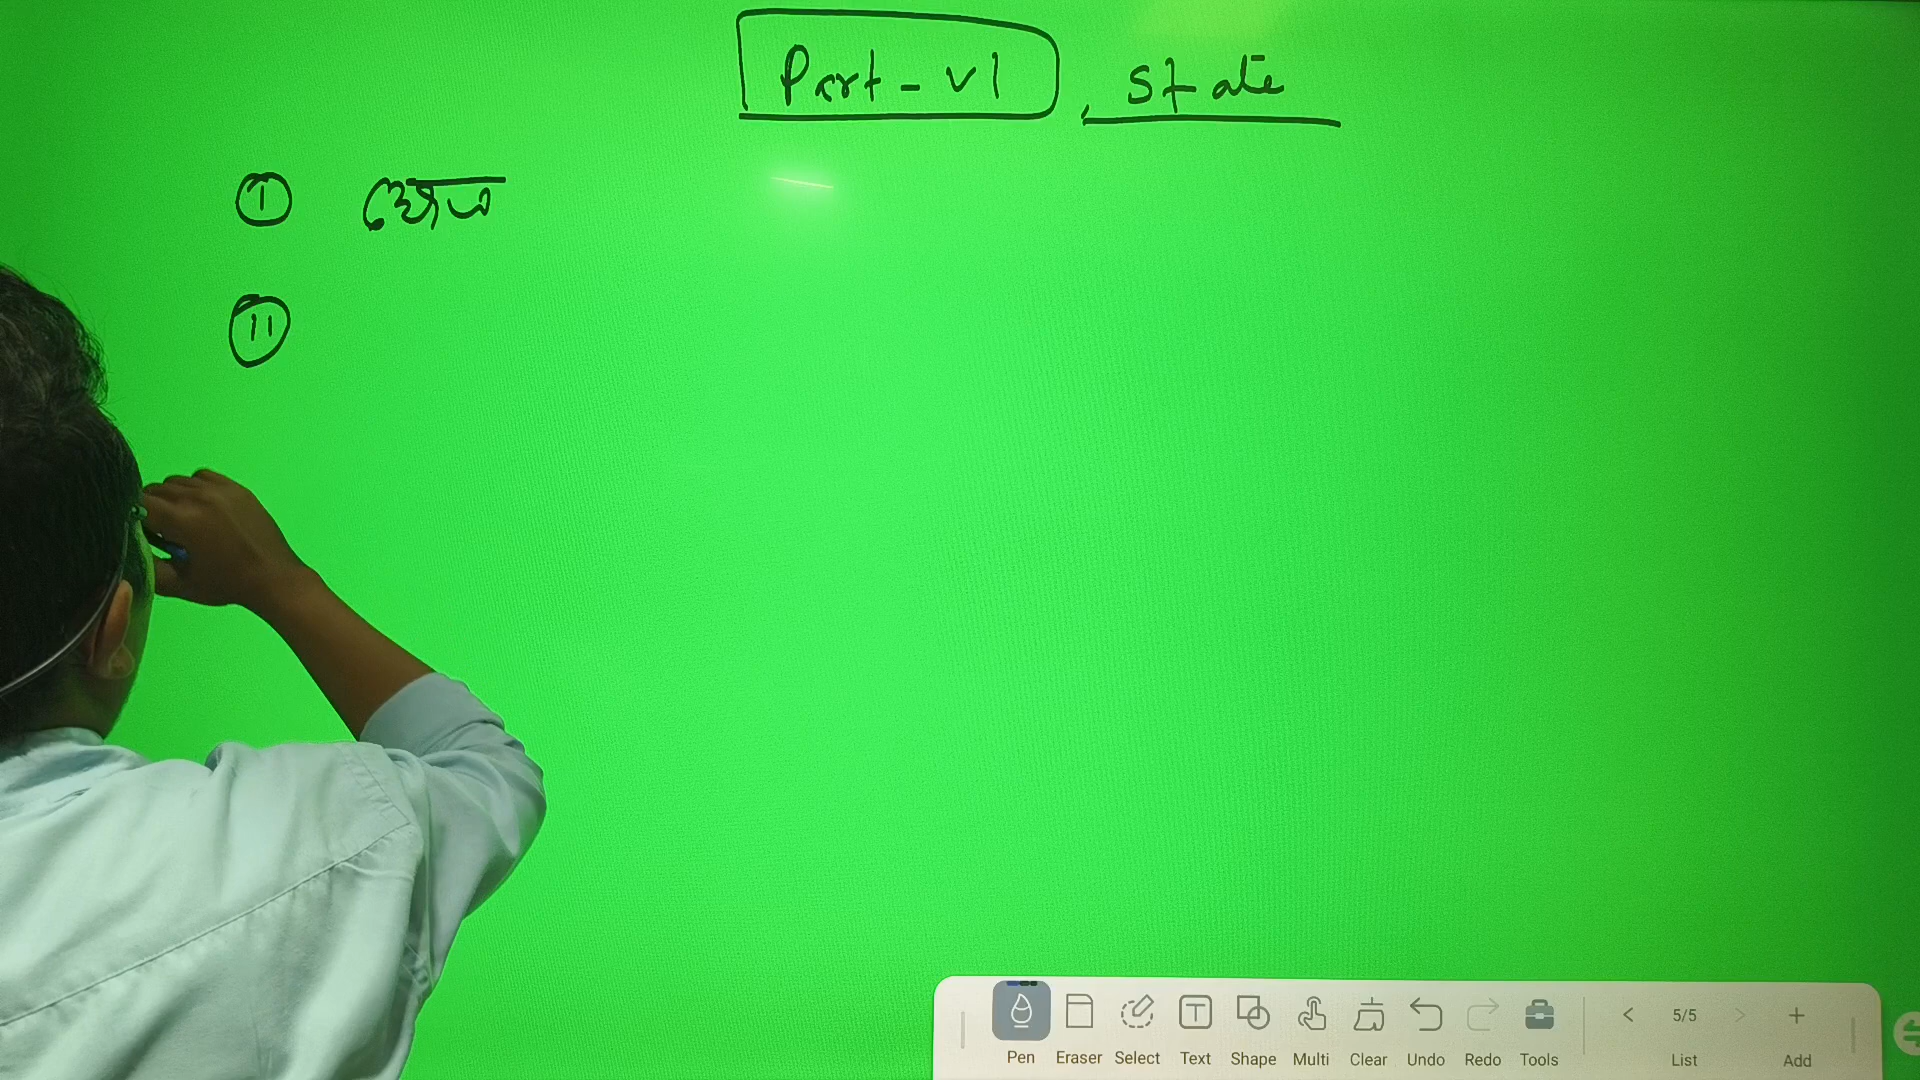 Part - VI State
I
II
Pen Eraser Select Text Shape Multi Clear Undo Redo Tools < 5/5 > List + Add